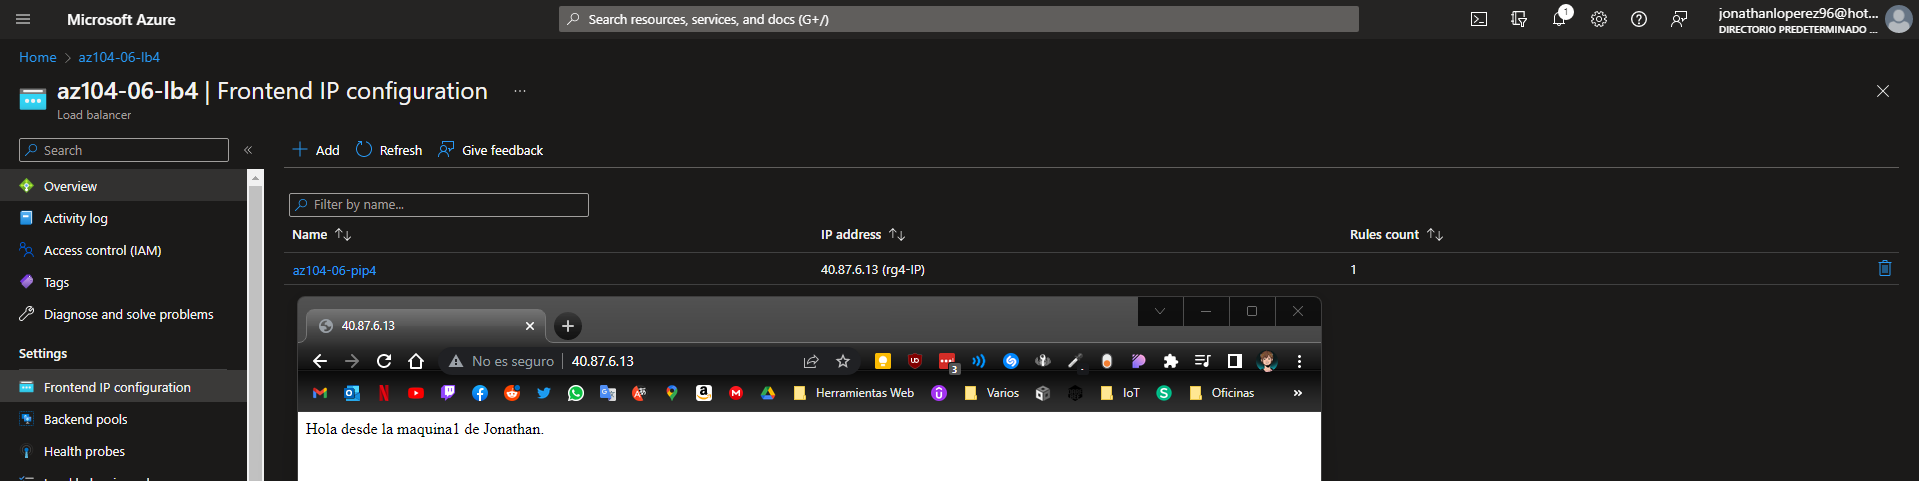 Microsoft Azure
Search resources, services, and docs (G+/)
1
jonathanloperez96@hot...
DIRECTORIO PREDETERMINADO ...
Home > az104-06-lb4
az104-06-lb4 | Frontend IP configuration ...
Load balancer
Search
«
Add
Refresh
Give feedback
Overview
Activity log
Access control (IAM)
Tags
Diagnose and solve problems
Settings
Frontend IP configuration
Backend pools
Health probes
Filter by name...
Name
IP address
Rules count
az104-06-pip4
40.87.6.13 (rg4-IP)
1
40.87.6.13
No es seguro
40.87.6.13
3
Herramientas Web
Varios
IoT
Oficinas
»
Hola desde la maquina1 de Jonathan.